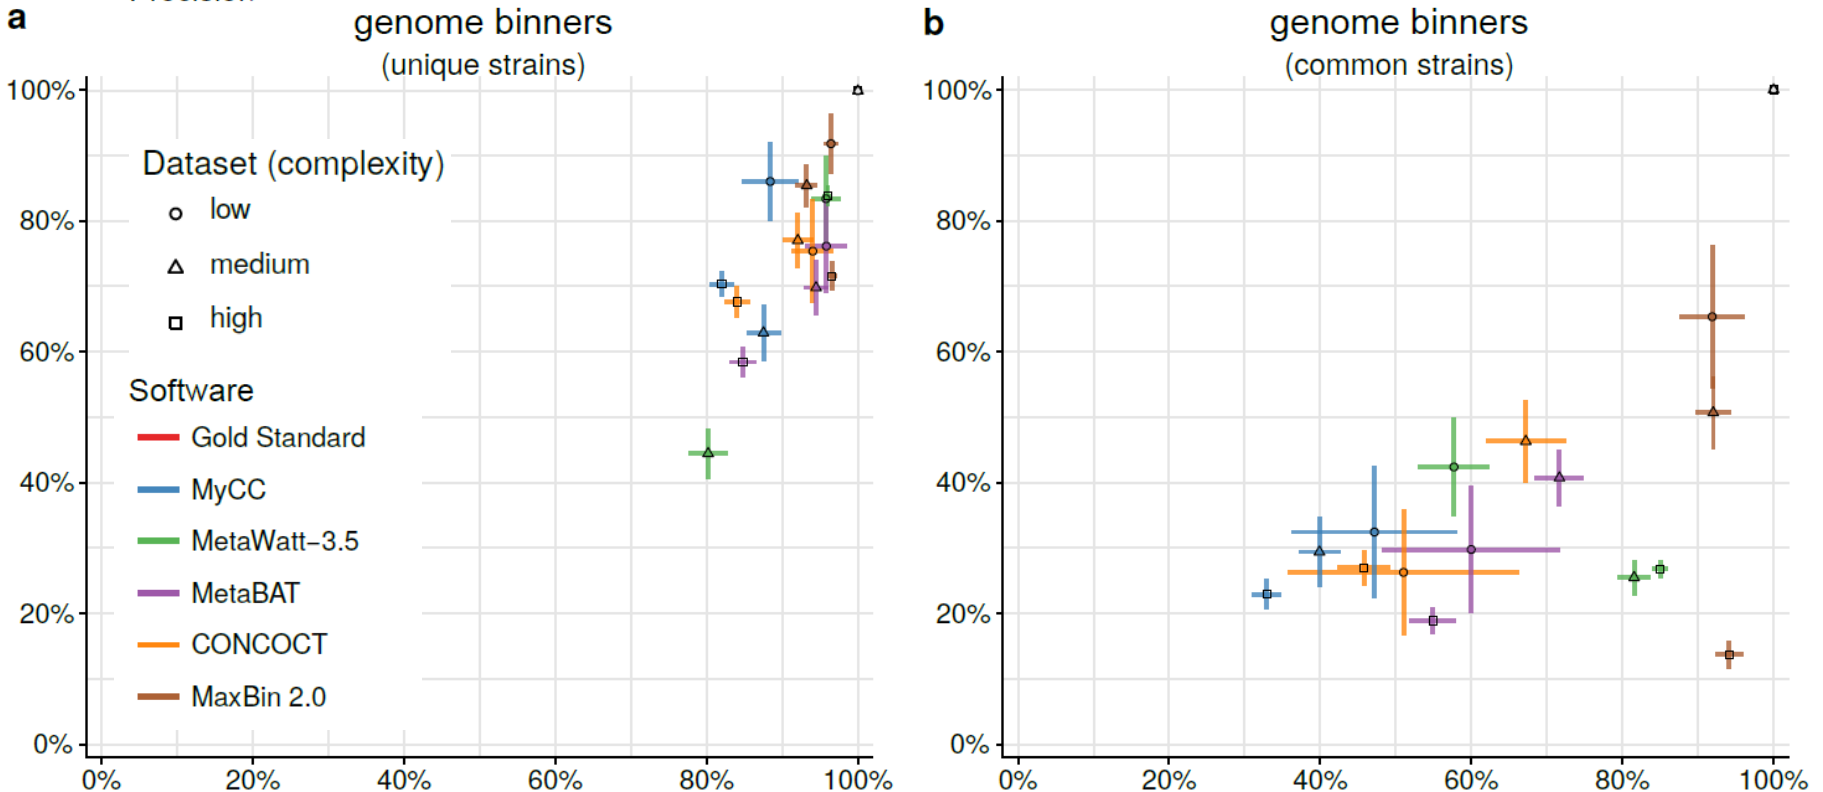 a
genome binners
(unique strains)
100%
80%
60%
40%
20%
0%
0%
20%
40%
60%
80%
100%
Dataset (complexity)
low
medium
high
Software
Gold Standard
MyCC
MetaWatt−3.5
MetaBAT
CONCOCT
MaxBin 2.0
b
genome binners
(common strains)
100%
80%
60%
40%
20%
0%
0%
20%
40%
60%
80%
100%